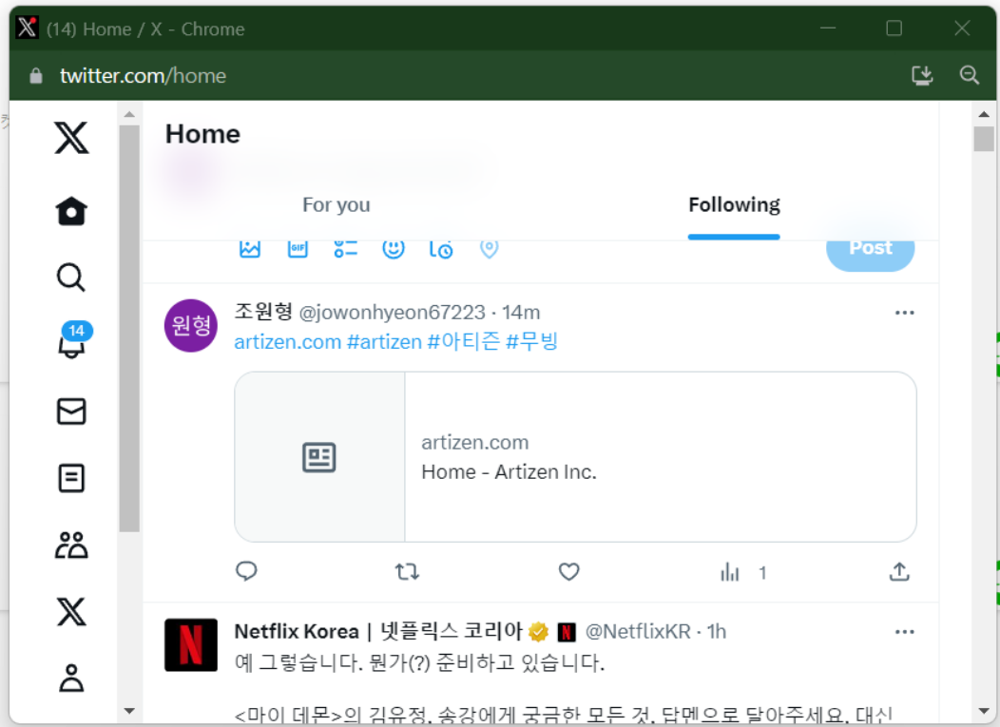 (14) Home / X - Chrome
twitter.com/home
Home
For you
Following
GIF
Post
14
원형
조원형 @jowonhyeon67223 · 14m
artizen.com #artizen #아티즌 #무빙
artizen.com
Home - Artizen Inc.
1
Netflix Korea | 넷플릭스 코리아 @NetflixKR · 1h
예 그렇습니다. 뭔가(?) 준비하고 있습니다.
<마이 데몬>의 김유정, 송강에게 궁금한 모든 것, 답멘으로 달아주세요. 대신